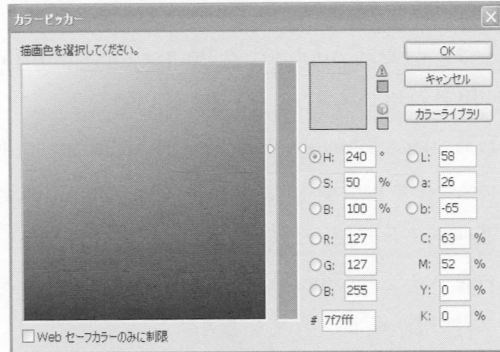 カラーピッカー
描画色を選択してください。
OK
キャンセル
カラーライブラリ
H: 240 °
S: 50 %
B: 100 %
R: 127
G: 127
B: 255
# 7f7fff
L: 58
a: 26
b: -65
C: 63 %
M: 52 %
Y: 0 %
K: 0 %
Web セーフカラーのみに制限